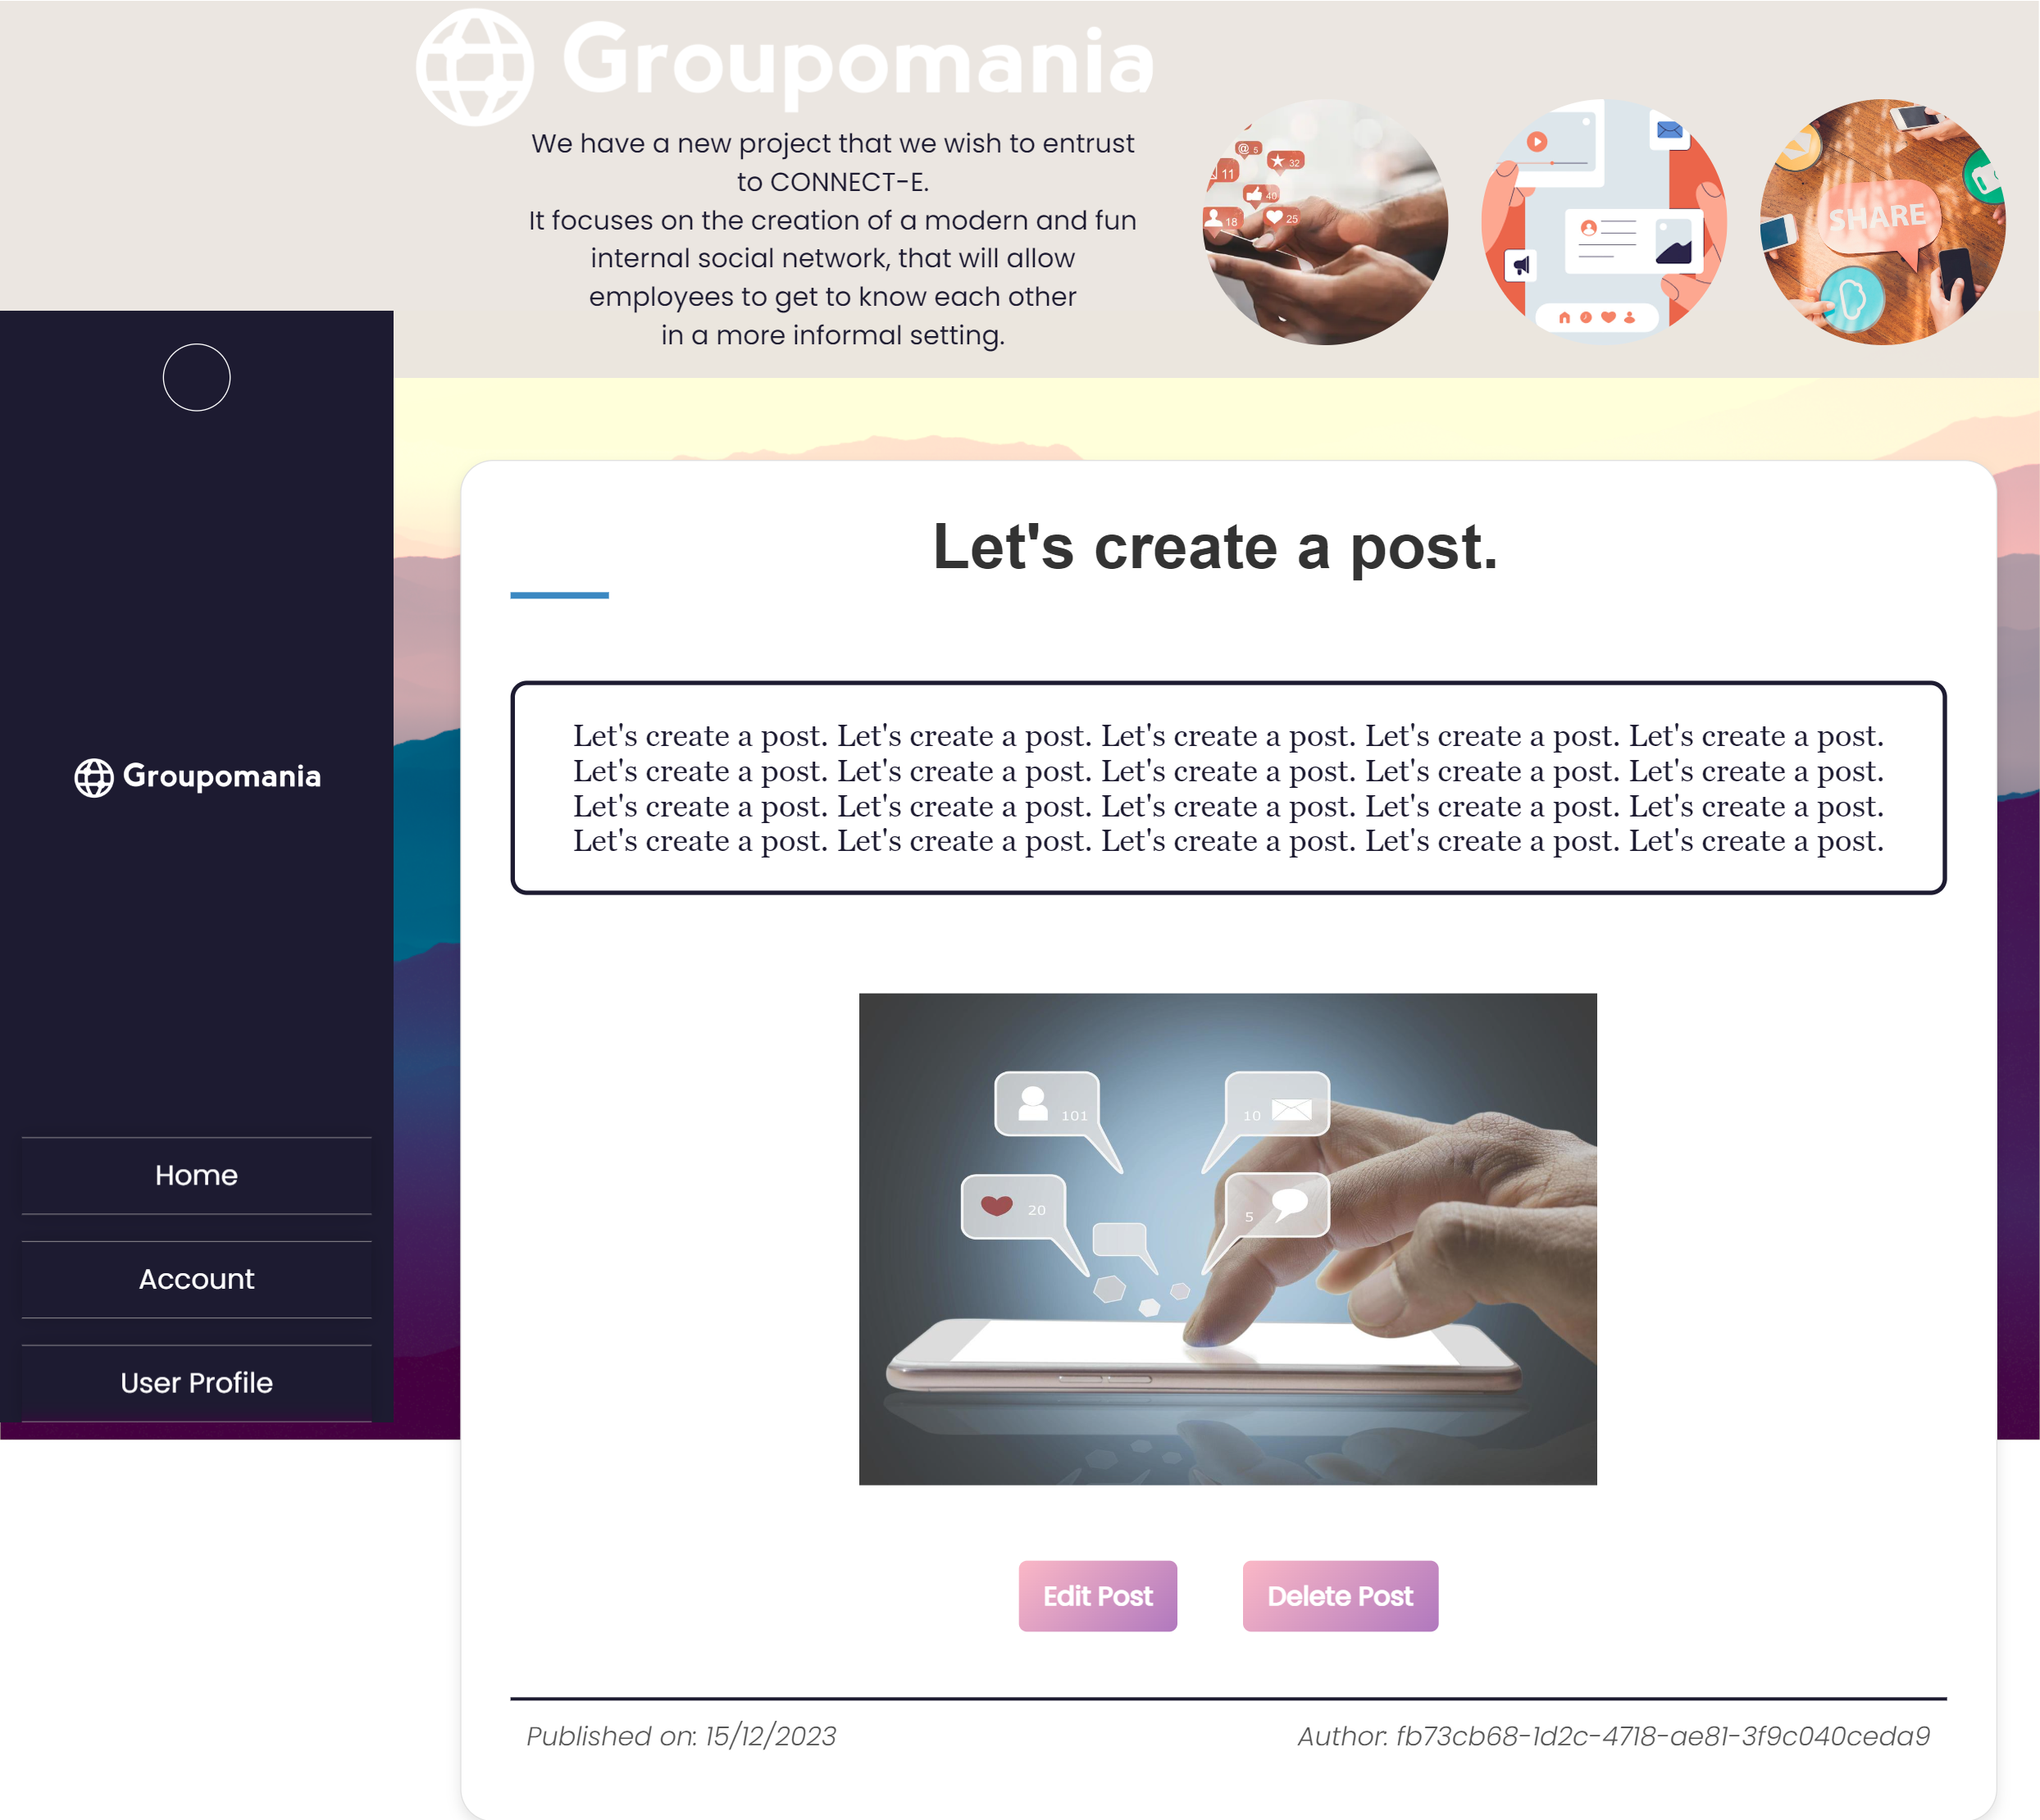 Groupomania
We have a new project that we wish to entrust
to CONNECT-E.
It focuses on the creation of a modern and fun
internal social network, that will allow
employees to get to know each other
in a more informal setting.
@ 5
32
11
40
18
25
SHARE
Let's create a post.
Let's create a post. Let's create a post. Let's create a post. Let's create a post. Let's create a post.
Let's create a post. Let's create a post. Let's create a post. Let's create a post. Let's create a post.
Let's create a post. Let's create a post. Let's create a post. Let's create a post. Let's create a post.
Let's create a post. Let's create a post. Let's create a post. Let's create a post. Let's create a post.
Groupomania
101
10
20
5
Home
Account
User Profile
Edit Post
Delete Post
Published on: 15/12/2023
Author: fb73cb68-1d2c-4718-ae81-3f9c040ceda9